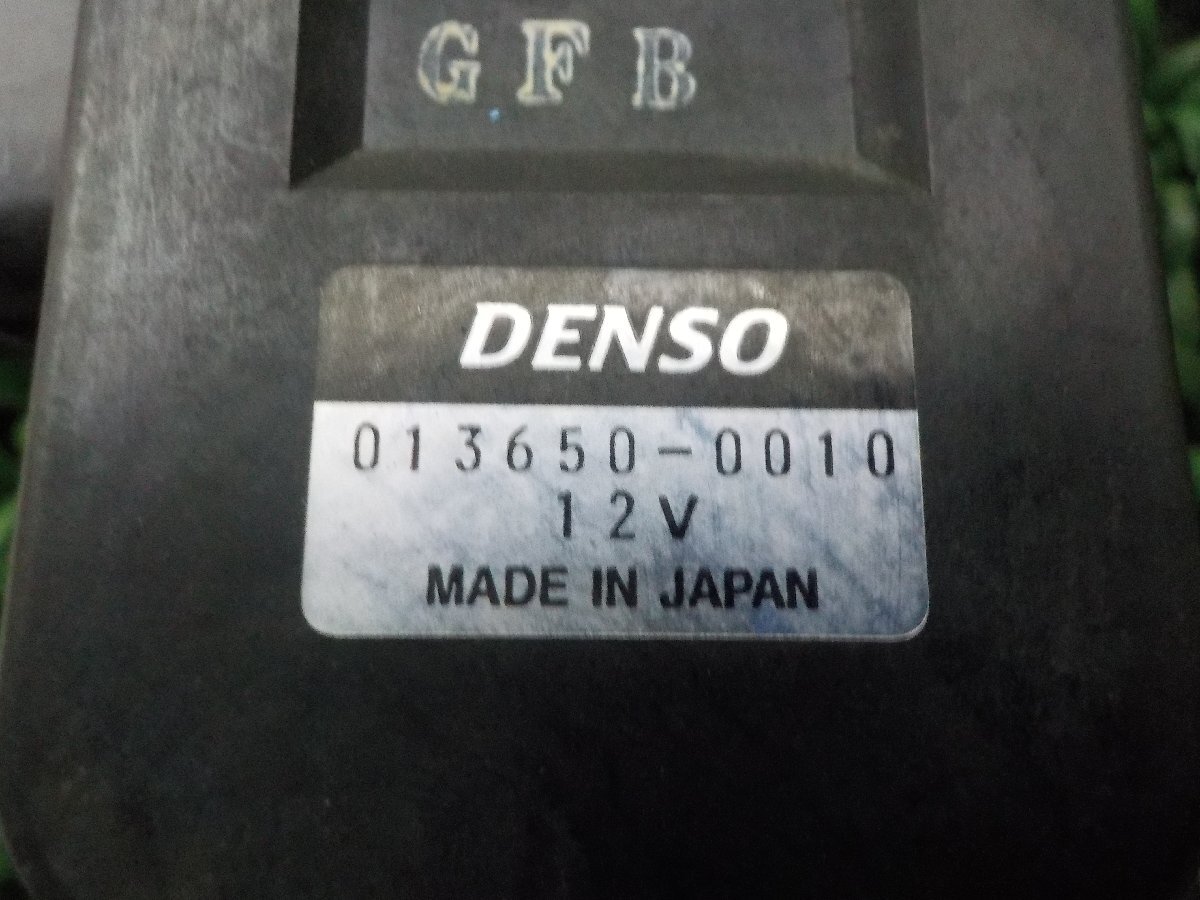 GFB
DENSO
013650-0010
12V
MADE IN JAPAN